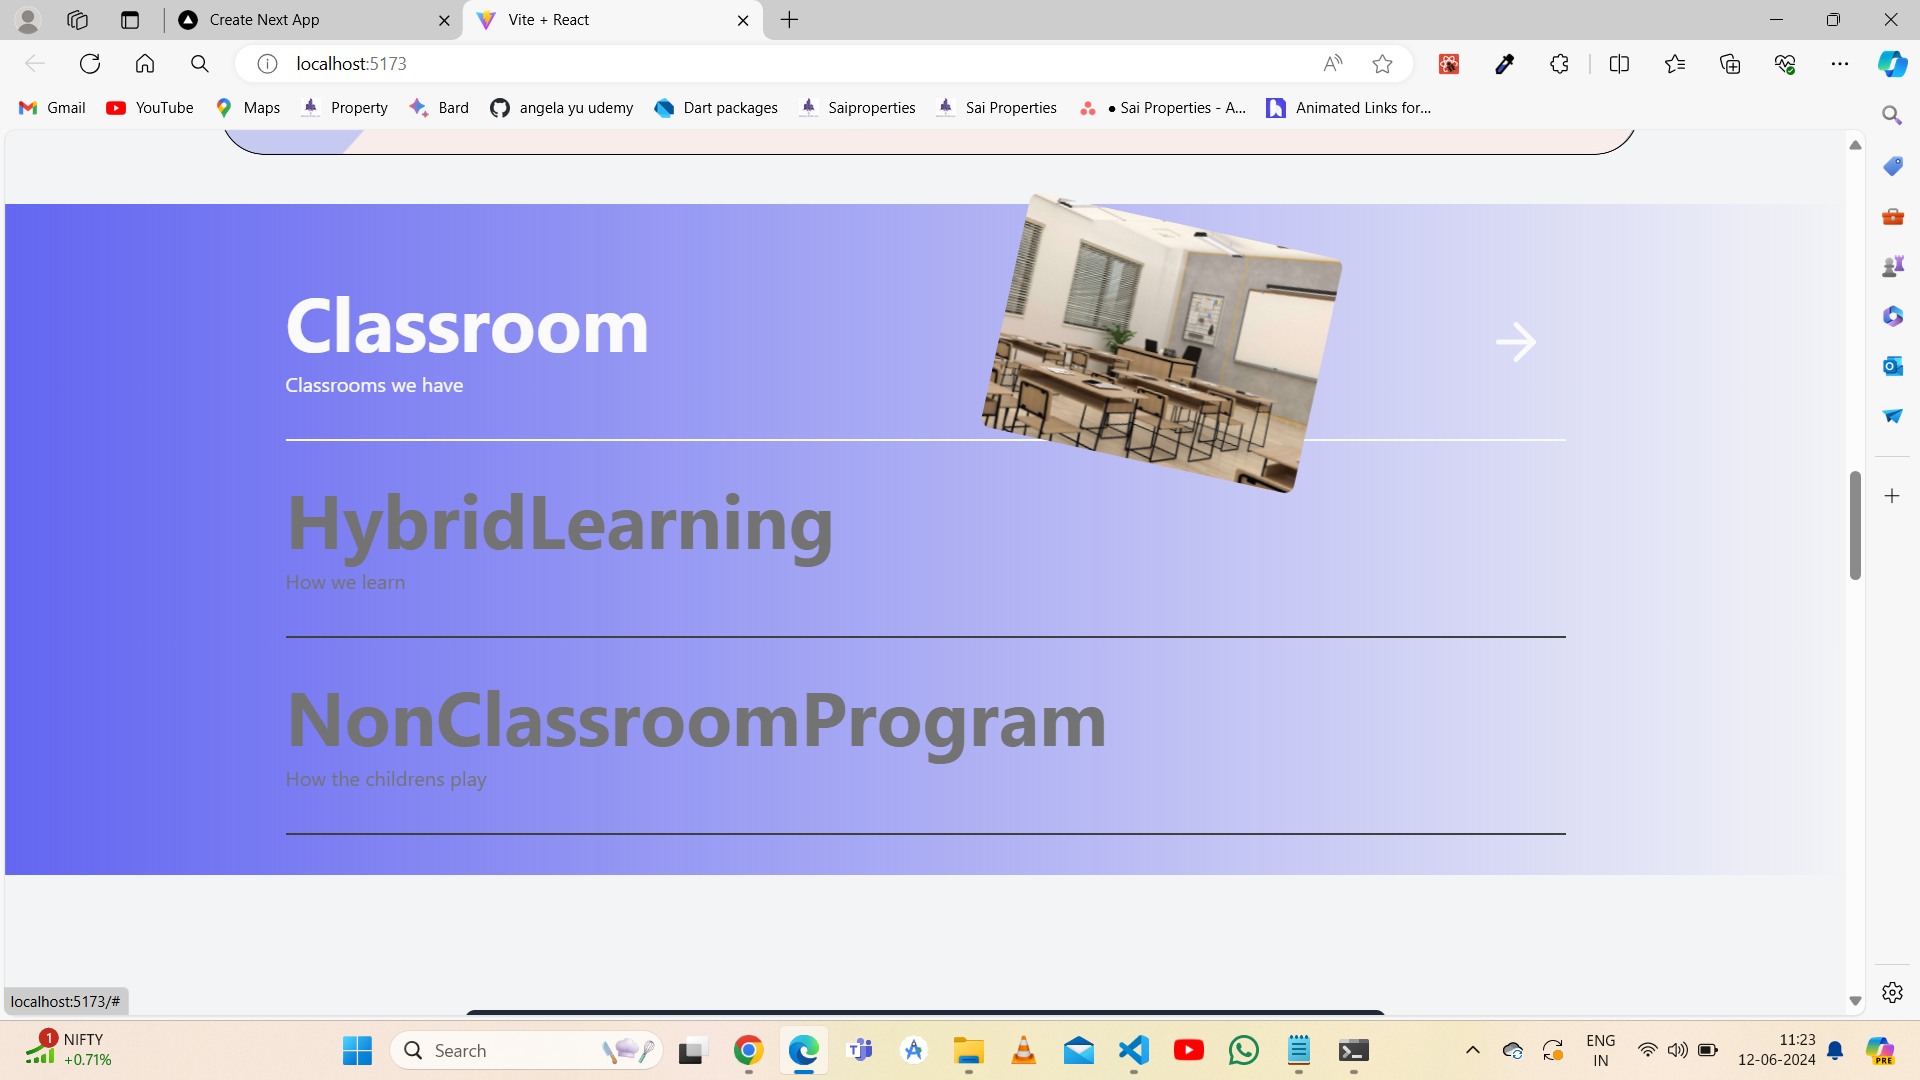 Create Next App
Vite + React
localhost:5173
Gmail
YouTube
Maps
Property
Bard
angela yu udemy
Dart packages
Saiproperties
Sai Properties
● Sai Properties - A...
Animated Links for...
Classroom
Classrooms we have
HybridLearning
How we learn
NonClassroomProgram
How the childrens play
localhost:5173/#
1
NIFTY
+0.71%
Search
ENG
IN
11:23
12-06-2024
PRE